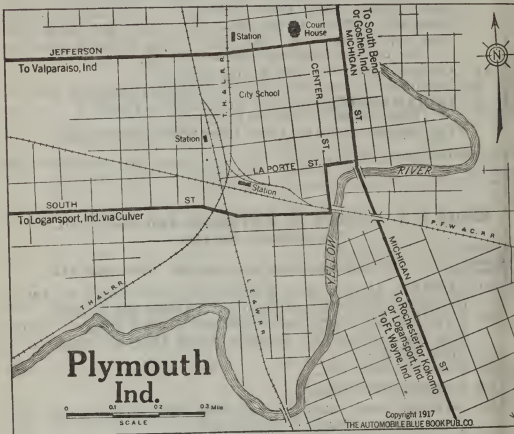 JEFFERSON
To Valparaiso, Ind
Station
Court
House
To South Bend
or Goshen, Ind
MICHIGAN
ST.
N
T. H. & L. R. R.
City School
CENTER
ST.
Station
LA PORTE ST.
Station
RIVER
SOUTH ST
To Logansport, Ind. via Culver
P. F. W. & C. R. R.
YELLOW
MICHIGAN
ST
T. H. & L. R. R.
L. E. & W. R. R.
To Rochester for Kokomo
or Logansport, Ind
To Ft. Wayne, Ind.
Plymouth
Ind.
0 0.1 0.2 0.3 Mile
SCALE
Copyright 1917
THE AUTOMOBILE BLUE BOOK PUB. CO.